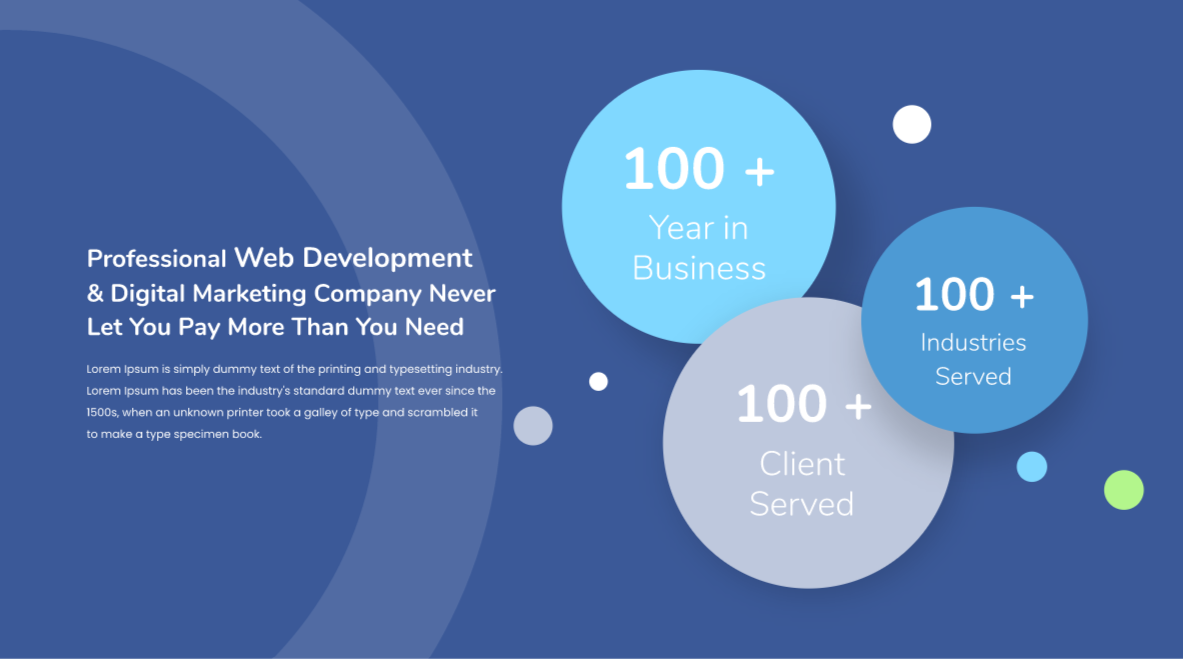 Professional Web Development
& Digital Marketing Company Never
Let You Pay More Than You Need
Lorem Ipsum is simply dummy text of the printing and typesetting industry.
Lorem Ipsum has been the industry's standard dummy text ever since the
1500s, when an unknown printer took a galley of type and scrambled it
to make a type specimen book.
100 +
Year in
Business
100 +
Industries
Served
100 +
Client
Served